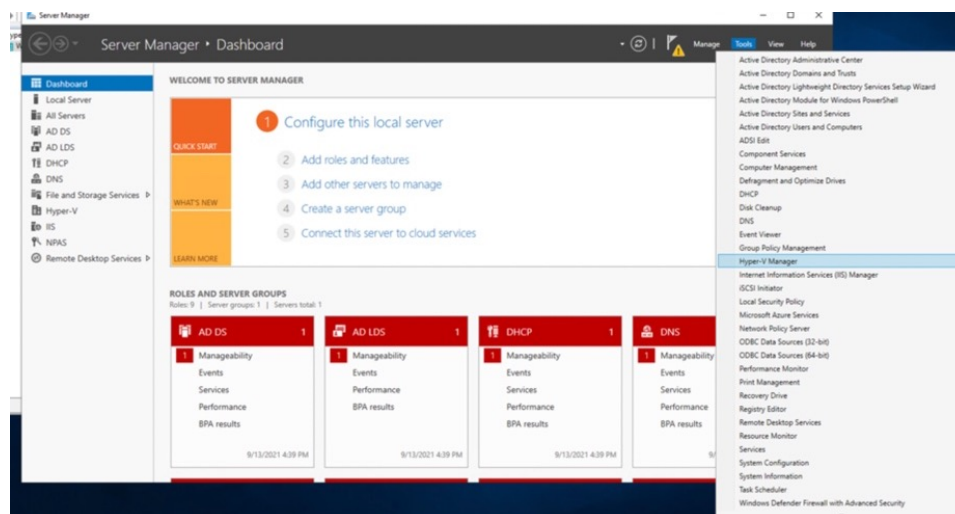 Server Manager
Server Manager • Dashboard
Manage Tools View Help
Dashboard
Local Server
All Servers
AD DS
AD LDS
DHCP
DNS
File and Storage Services
Hyper-V
IIS
NPAS
Remote Desktop Services
WELCOME TO SERVER MANAGER
QUICK START
WHAT'S NEW
LEARN MORE
1 Configure this local server
2 Add roles and features
3 Add other servers to manage
4 Create a server group
5 Connect this server to cloud services
ROLES AND SERVER GROUPS
Roles: 9 | Server groups: 1 | Servers total: 1
AD DS 1
1 Manageability
Events
Services
Performance
BPA results
9/13/2021 4:39 PM
AD LDS 1
1 Manageability
Events
Performance
BPA results
9/13/2021 4:39 PM
DHCP 1
1 Manageability
Events
Services
Performance
BPA results
9/13/2021 4:39 PM
DNS
1 Manageability
Events
Services
Performance
BPA results
Active Directory Administrative Center
Active Directory Domains and Trusts
Active Directory Lightweight Directory Services Setup Wizard
Active Directory Module for Windows PowerShell
Active Directory Sites and Services
Active Directory Users and Computers
ADSI Edit
Component Services
Computer Management
Defragment and Optimize Drives
DHCP
Disk Cleanup
DNS
Event Viewer
Group Policy Management
Hyper-V Manager
Internet Information Services (IIS) Manager
iSCSI Initiator
Local Security Policy
Microsoft Azure Services
Network Policy Server
ODBC Data Sources (32-bit)
ODBC Data Sources (64-bit)
Performance Monitor
Print Management
Recovery Drive
Registry Editor
Remote Desktop Services
Resource Monitor
Services
System Configuration
System Information
Task Scheduler
Windows Defender Firewall with Advanced Security